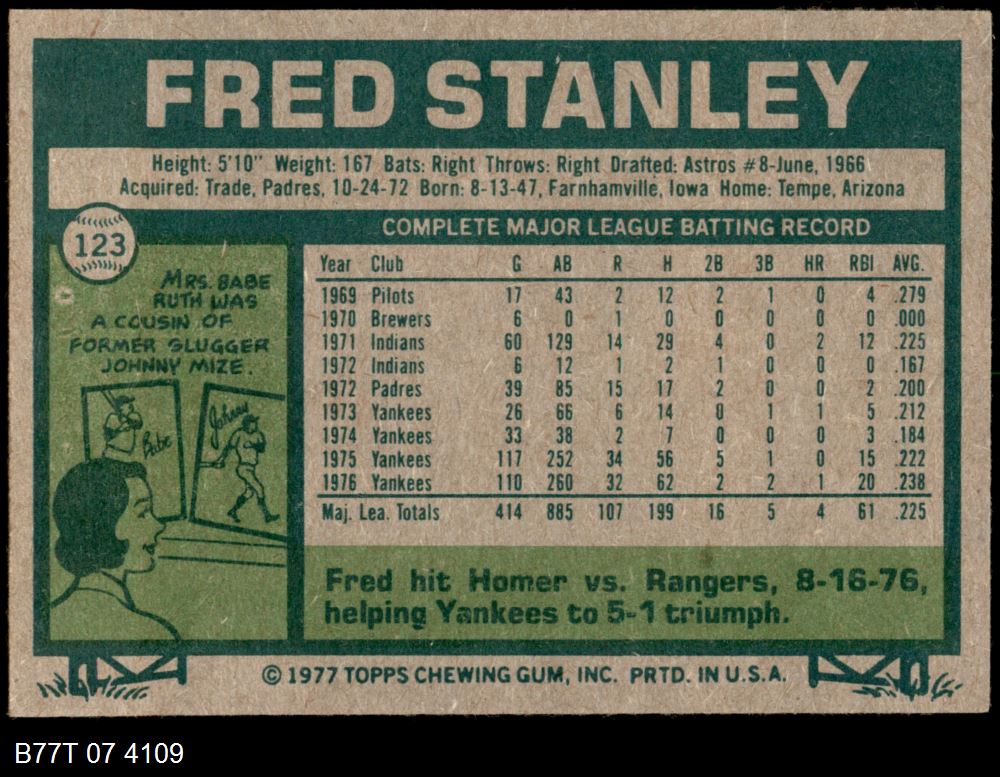 FRED STANLEY
Height: 5'10" Weight: 167 Bats: Right Throws: Right Drafted: Astros #8-June, 1966
Acquired: Trade, Padres, 10-24-72 Born: 8-13-47, Farnhamville, Iowa Home: Tempe, Arizona
123
MRS. BABE
RUTH WAS
A COUSIN OF
FORMER SLUGGER
JOHNNY MIZE.
Babe
Johnny
COMPLETE MAJOR LEAGUE BATTING RECORD
Year Club G AB R H 2B 3B HR RBI AVG.
1969 Pilots 17 43 2 12 2 1 0 4 .279
1970 Brewers 6 0 1 0 0 0 0 0 .000
1971 Indians 60 129 14 29 4 0 2 12 .225
1972 Indians 6 12 1 2 1 0 0 0 .167
1972 Padres 39 85 15 17 2 0 0 2 .200
1973 Yankees 26 66 6 14 0 1 1 5 .212
1974 Yankees 33 38 2 7 0 0 0 3 .184
1975 Yankees 117 252 34 56 5 1 0 15 .222
1976 Yankees 110 260 32 62 2 2 1 20 .238
Maj. Lea. Totals 414 885 107 199 16 5 4 61 .225
Fred hit Homer vs. Rangers, 8-16-76,
helping Yankees to 5-1 triumph.
© 1977 TOPPS CHEWING GUM, INC. PRTD. IN U.S.A.
B77T 07 4109